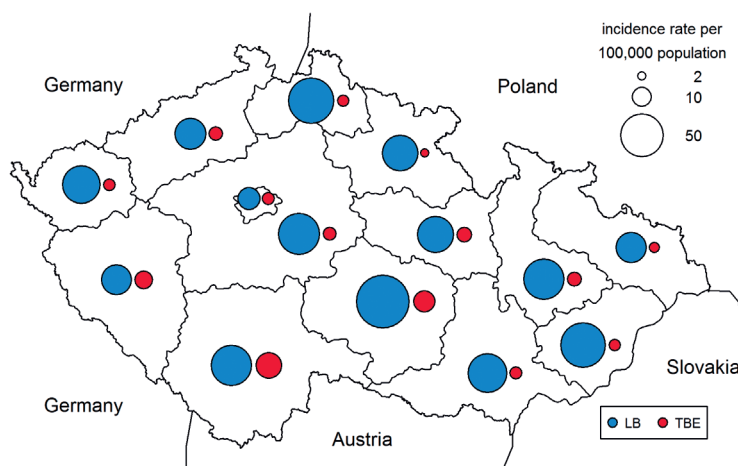 incidence rate per
100,000 population
2
10
50
Germany
Poland
Slovakia
Germany
Austria
LB TBE